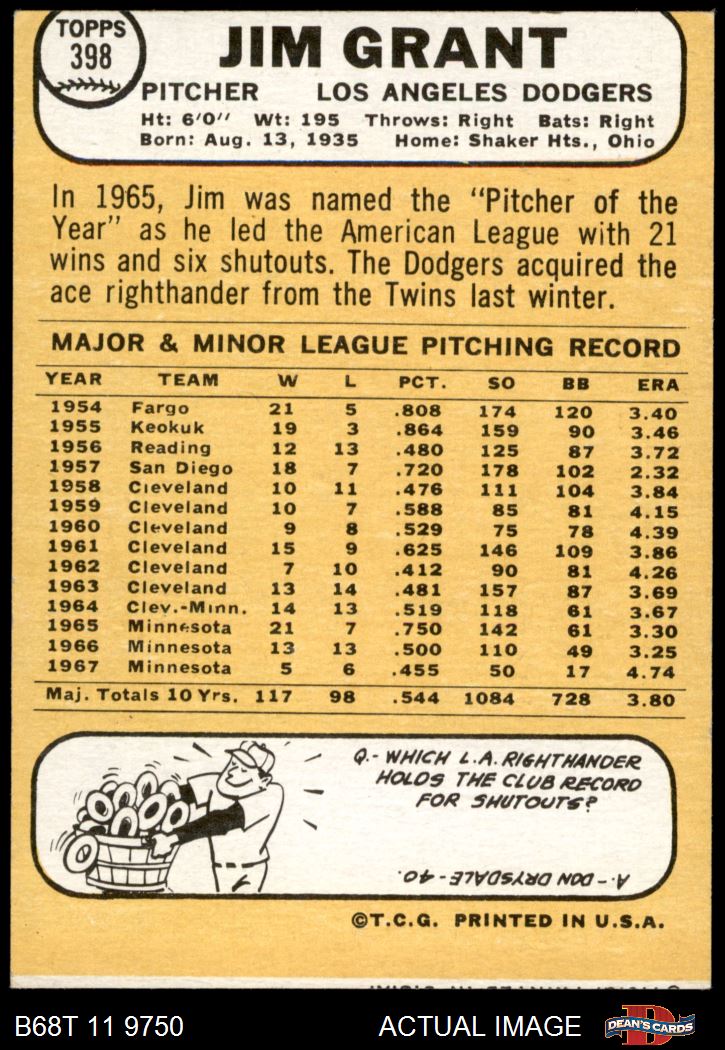 TOPPS
398
JIM GRANT
PITCHER LOS ANGELES DODGERS
Ht: 6'0" Wt: 195 Throws: Right Bats: Right
Born: Aug. 13, 1935 Home: Shaker Hts., Ohio
In 1965, Jim was named the "Pitcher of the
Year" as he led the American League with 21
wins and six shutouts. The Dodgers acquired the
ace righthander from the Twins last winter.
MAJOR & MINOR LEAGUE PITCHING RECORD
YEAR TEAM W L PCT. SO BB ERA
1954 Fargo 21 5 .808 174 120 3.40
1955 Keokuk 19 3 .864 159 90 3.46
1956 Reading 12 13 .480 125 87 3.72
1957 San Diego 18 7 .720 178 102 2.32
1958 Cleveland 10 11 .476 111 104 3.84
1959 Cleveland 10 7 .588 85 81 4.15
1960 Cleveland 9 8 .529 75 78 4.39
1961 Cleveland 15 9 .625 146 109 3.86
1962 Cleveland 7 10 .412 90 81 4.26
1963 Cleveland 13 14 .481 157 87 3.69
1964 Clev.-Minn. 14 13 .519 118 61 3.67
1965 Minnesota 21 7 .750 142 61 3.30
1966 Minnesota 13 13 .500 110 49 3.25
1967 Minnesota 5 6 .455 50 17 4.74
Maj. Totals 10 Yrs. 117 98 .544 1084 728 3.80
Q.- WHICH L.A. RIGHTHANDER
HOLDS THE CLUB RECORD
FOR SHUTOUTS?
A.- DON DRYSDALE - 40.
©T.C.G. PRINTED IN U.S.A.
B68T 11 9750 ACTUAL IMAGE
D
DEAN'S CARDS